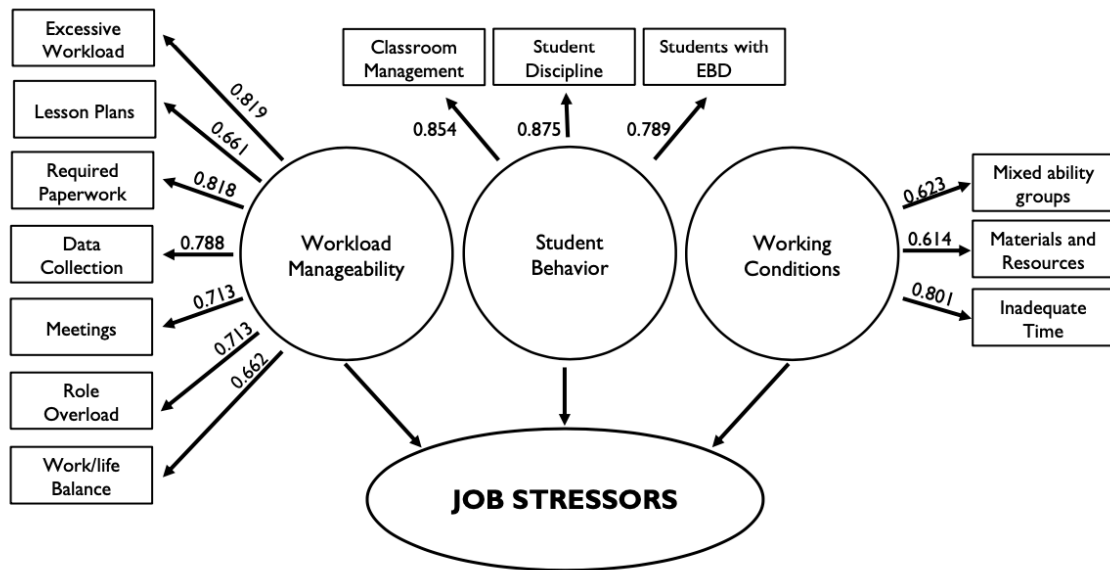 Excessive
Workload
Lesson Plans
Required
Paperwork
Data
Collection
Meetings
Role
Overload
Work/life
Balance
0.819
0.661
0.818
0.788
0.713
0.713
0.662
Workload
Manageability
Classroom
Management
Student
Discipline
Students with
EBD
0.854
0.875
0.789
Student
Behavior
Working
Conditions
0.623
0.614
0.801
Mixed ability
groups
Materials and
Resources
Inadequate
Time
JOB STRESSORS